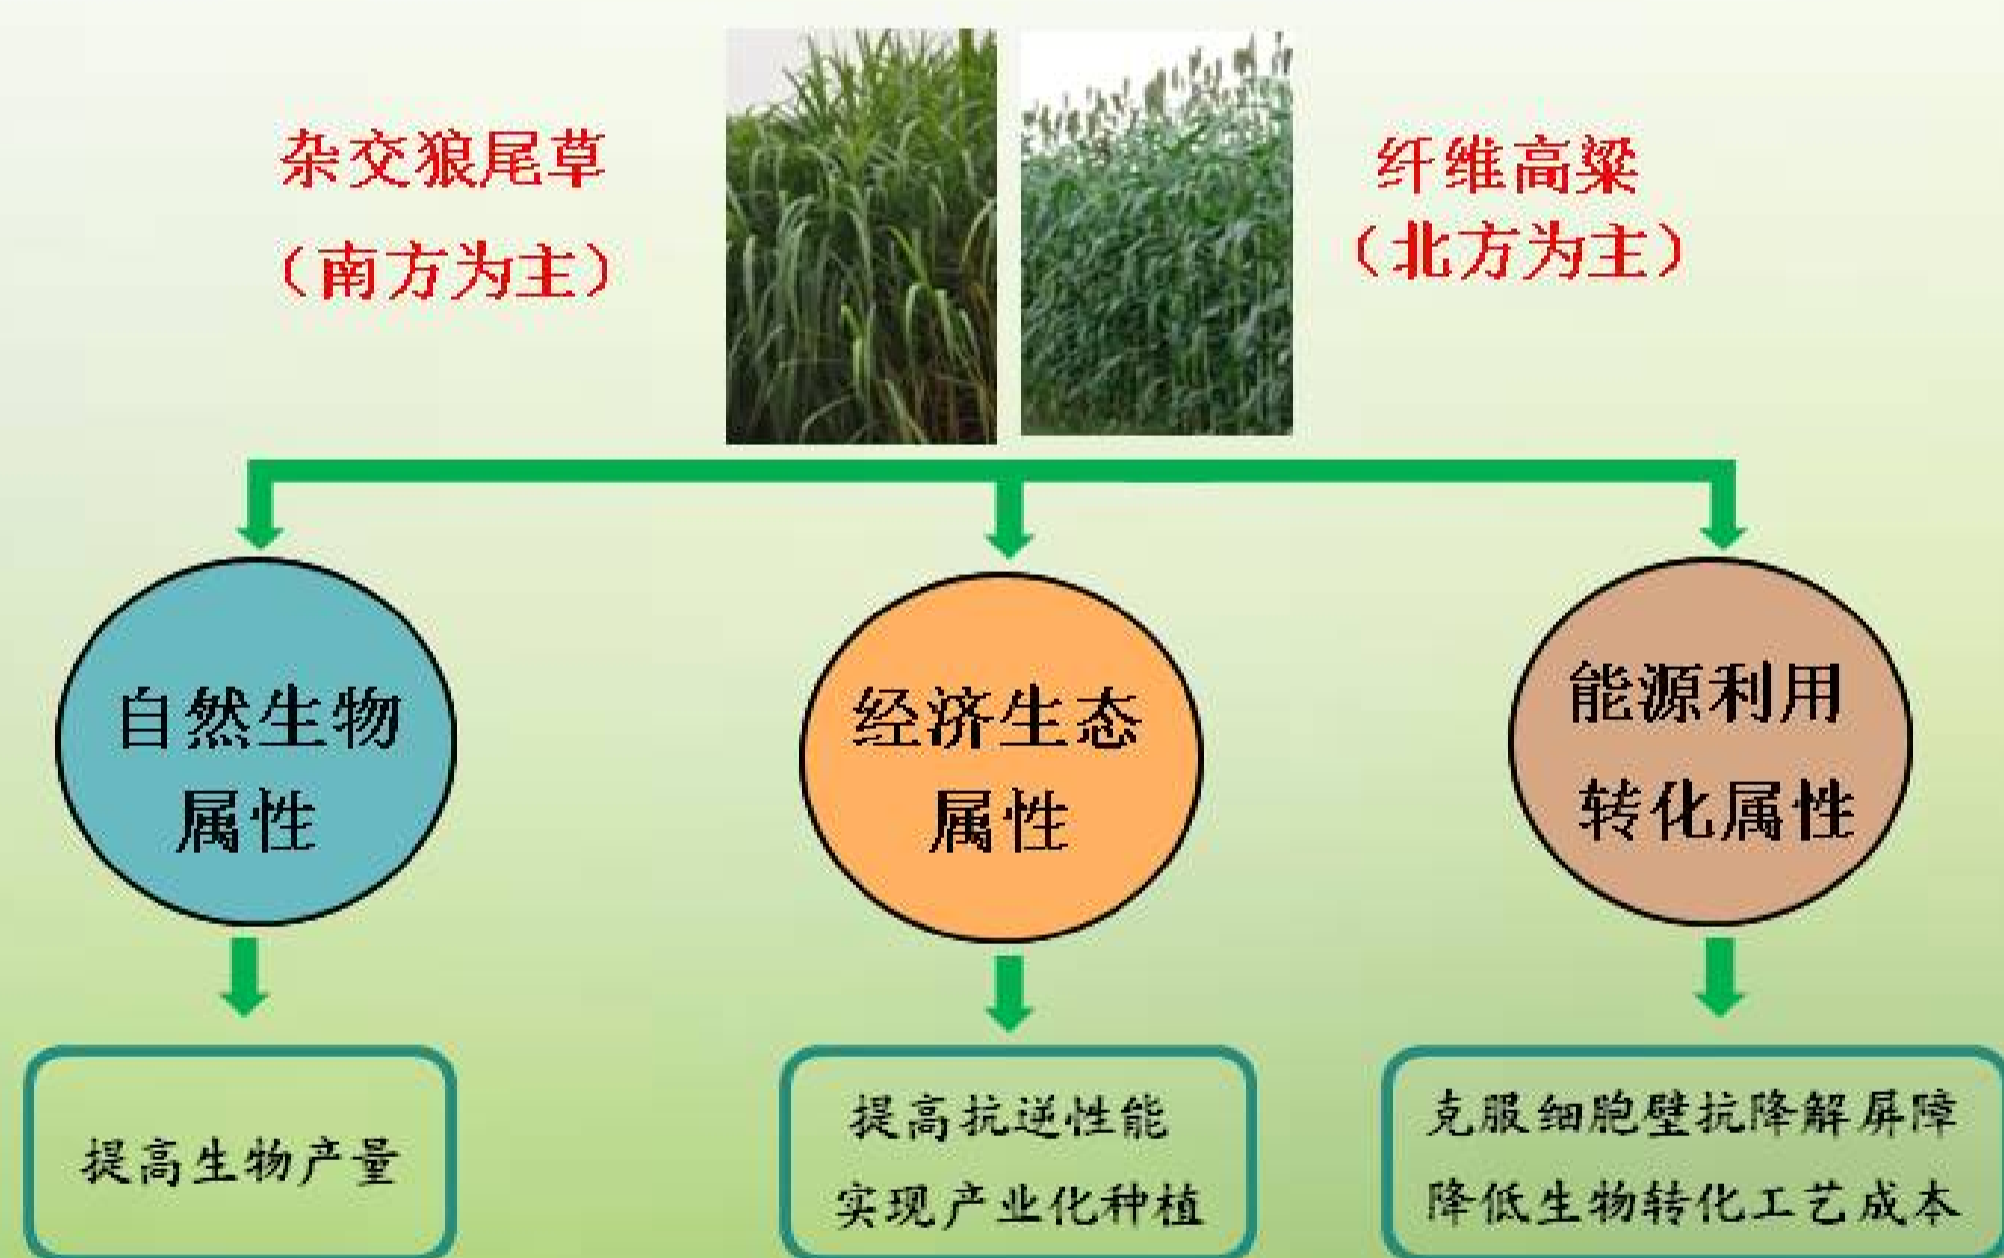 杂交狼尾草
（南方为主）
纤维高粱
（北方为主）
自然生物
属性
经济生态
属性
能源利用
转化属性
提高生物产量
提高抗逆性能
实现产业化种植
克服细胞壁抗降解屏障
降低生物转化工艺成本